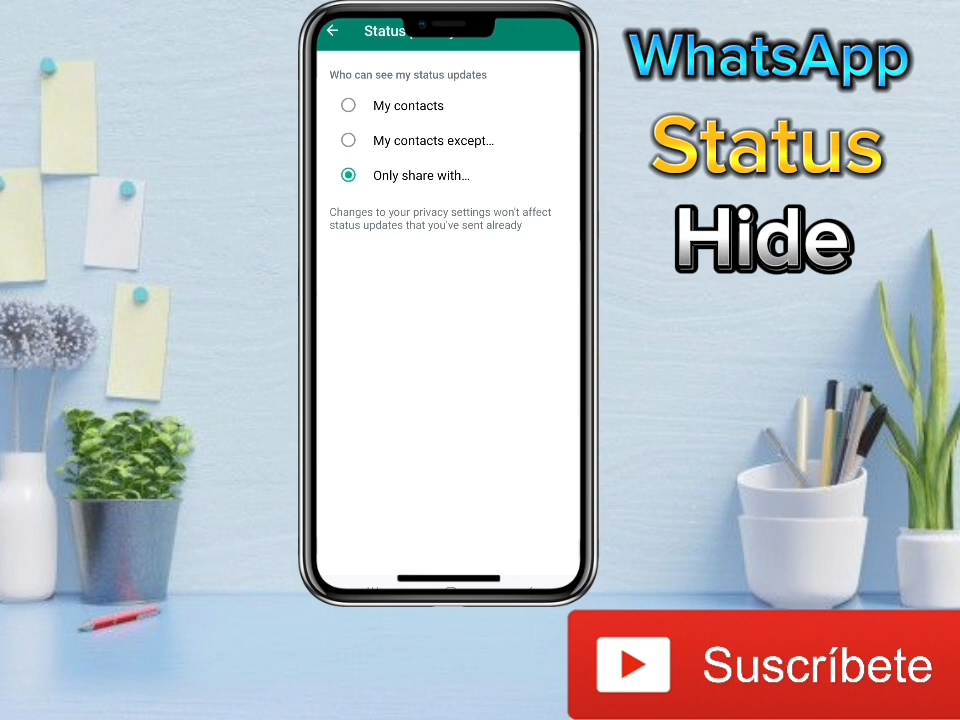 Status
Who can see my status updates
My contacts
My contacts except...
Only share with...
Changes to your privacy settings won't affect
status updates that you've sent already
WhatsApp
Status
Hide
Suscríbete